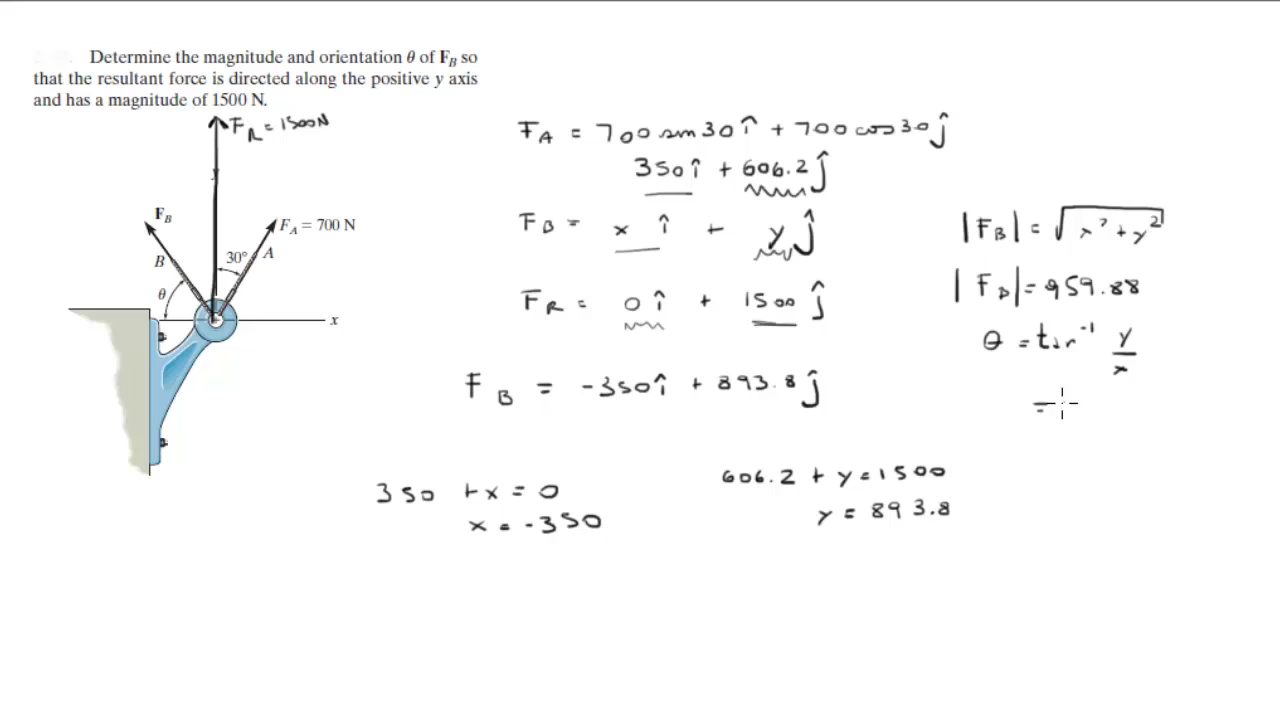 Determine the magnitude and orientation θ of F_B so
that the resultant force is directed along the positive y axis
and has a magnitude of 1500 N.
F_R = 1500N
y
F_B
F_A = 700 N
B
30°
A
θ
x
F_A = 700 sin 30 î + 700 cos 30 ĵ
350 î + 606.2 ĵ
F_B = x î + y ĵ
F_R = 0 î + 1500 ĵ
F_B = -350 î + 893.8 ĵ
350 + x = 0
x = -350
606.2 + y = 1500
y = 893.8
|F_B| = √x² + y²
|F_B| = 959.88
θ = tan⁻¹ y/x
=